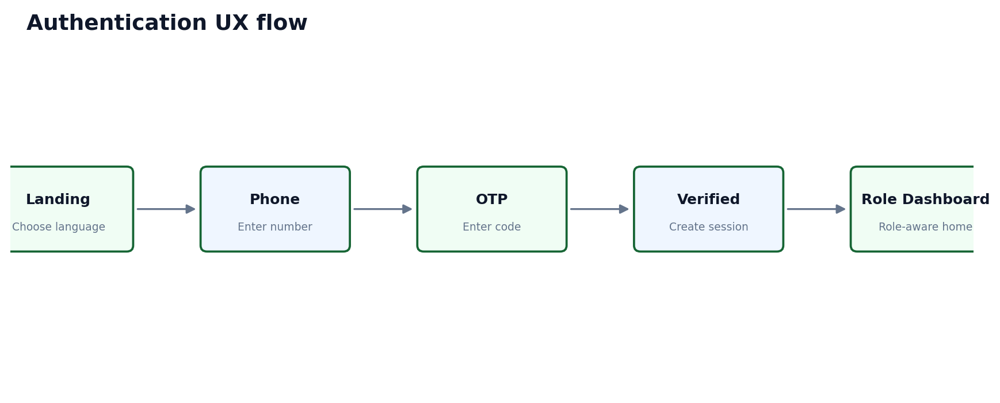 Authentication UX flow
Landing
Choose language
Phone
Enter number
OTP
Enter code
Verified
Create session
Role Dashboard
Role-aware home